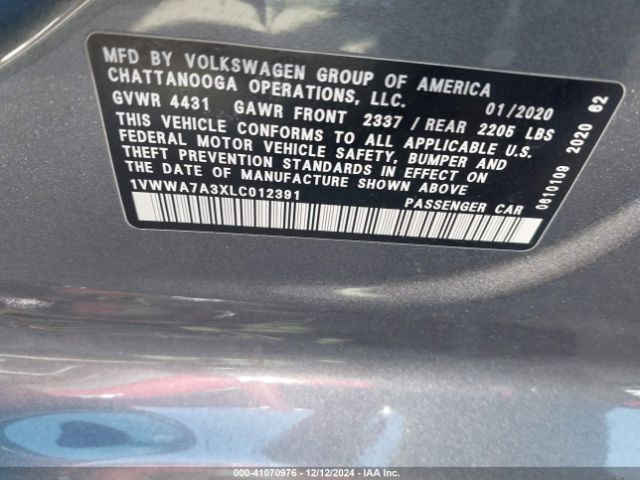 MFD BY VOLKSWAGEN GROUP OF AMERICA
CHATTANOOGA OPERATIONS, LLC. 01/2020
GVWR 4431 GAWR FRONT 2337 / REAR 2205 LBS
THIS VEHICLE CONFORMS TO ALL APPLICABLE U.S.
FEDERAL MOTOR VEHICLE SAFETY, BUMPER AND
THEFT PREVENTION STANDARDS IN EFFECT ON
THE DATE OF MANUFACTURE SHOWN ABOVE.
1VWWA7A3XLC012391 PASSENGER CAR
0610109 2020 62
000-41070976 - 12/12/2024 - IAA Inc.